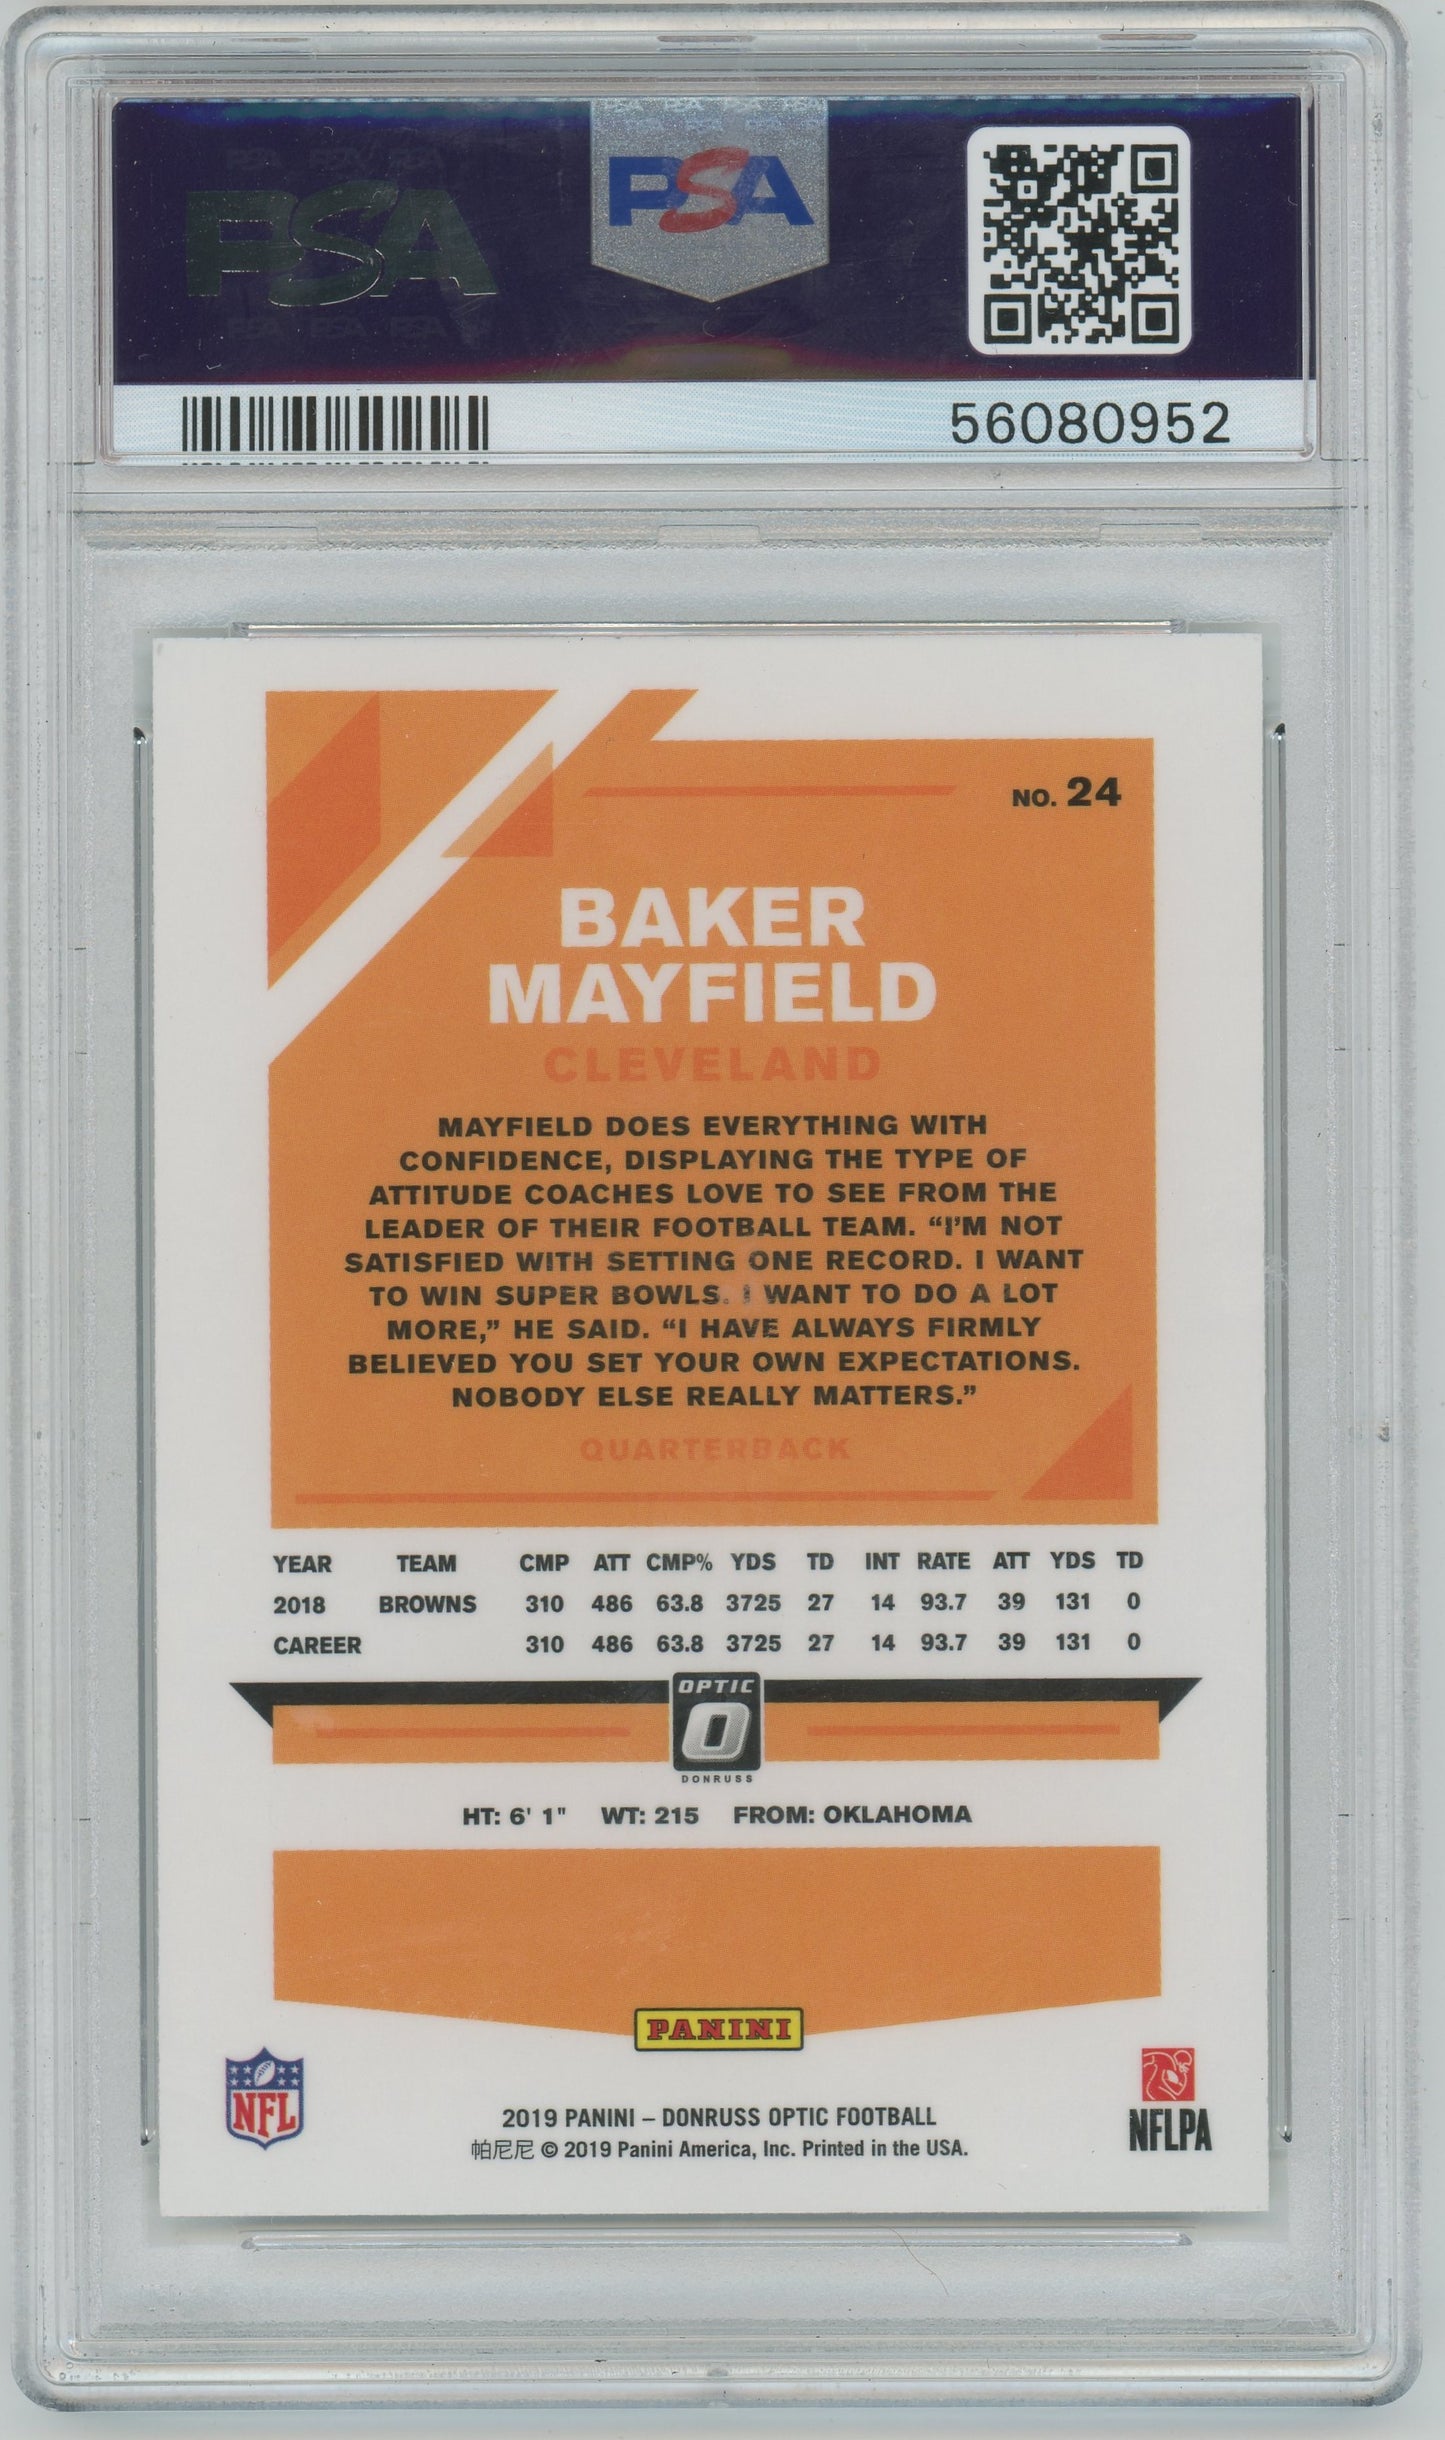 PSA
PSA
56080952
NO. 24
BAKER
MAYFIELD
CLEVELAND
MAYFIELD DOES EVERYTHING WITH
CONFIDENCE, DISPLAYING THE TYPE OF
ATTITUDE COACHES LOVE TO SEE FROM THE
LEADER OF THEIR FOOTBALL TEAM. “I’M NOT
SATISFIED WITH SETTING ONE RECORD. I WANT
TO WIN SUPER BOWLS. I WANT TO DO A LOT
MORE,” HE SAID. “I HAVE ALWAYS FIRMLY
BELIEVED YOU SET YOUR OWN EXPECTATIONS.
NOBODY ELSE REALLY MATTERS.”
QUARTERBACK
YEAR TEAM CMP ATT CMP% YDS TD INT RATE ATT YDS TD
2018 BROWNS 310 486 63.8 3725 27 14 93.7 39 131 0
CAREER 310 486 63.8 3725 27 14 93.7 39 131 0
OPTIC
O
DONRUSS
HT: 6' 1" WT: 215 FROM: OKLAHOMA
PANINI
NFL
NFLPA
2019 PANINI – DONRUSS OPTIC FOOTBALL
帕尼尼 © 2019 Panini America, Inc. Printed in the USA.